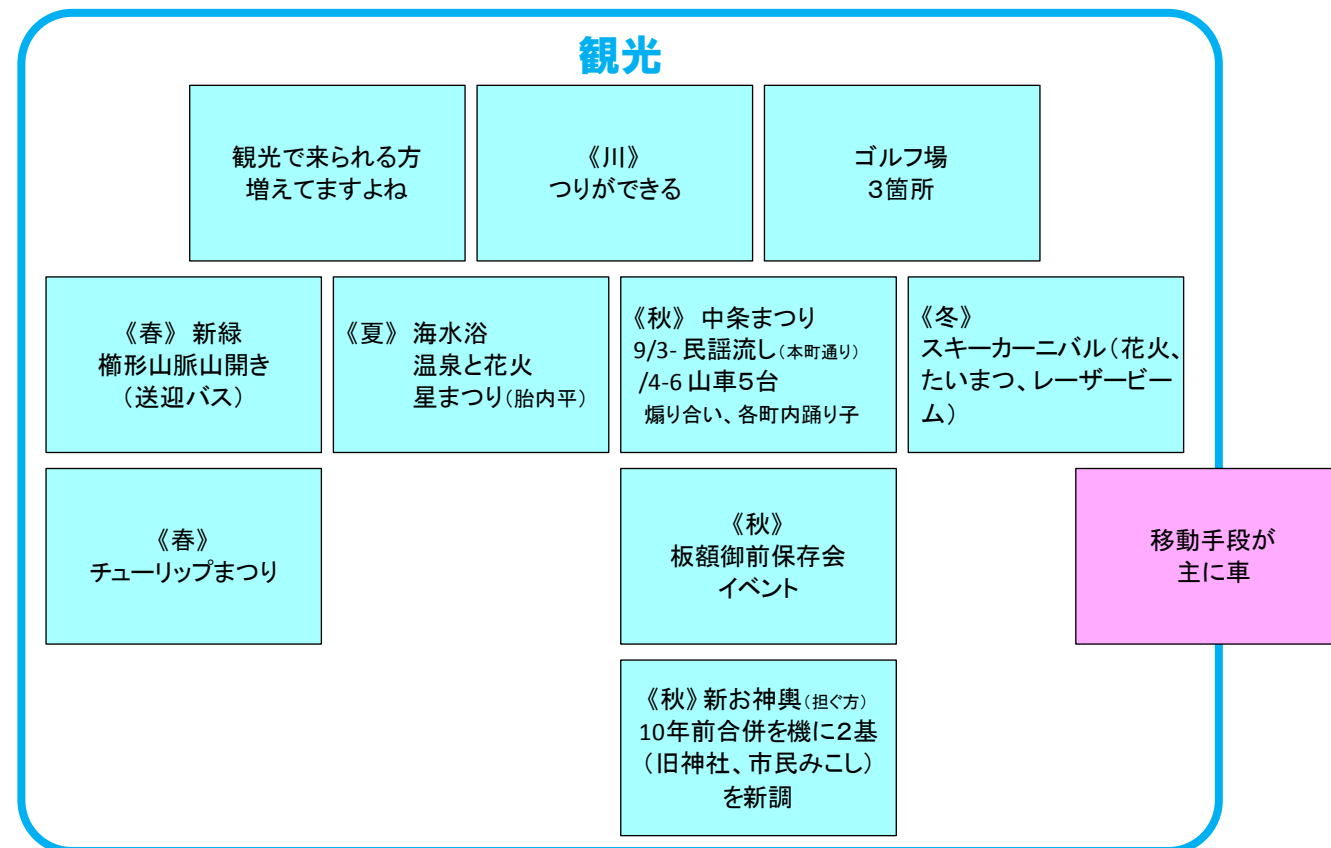 観光
観光で来られる方
増えてますよね
《川》
つりができる
ゴルフ場
3箇所
《春》 新緑
櫛形山脈山開き
（送迎バス）
《夏》 海水浴
温泉と花火
星まつり（胎内平）
《秋》 中条まつり
9/3- 民謡流し（本町通り）
/4-6 山車5台
煽り合い、各町内踊り子
《冬》
スキーカーニバル（花火、
たいまつ、レーザービー
ム）
《春》
チューリップまつり
《秋》
板額御前保存会
イベント
移動手段が
主に車
《秋》新お神輿（担ぐ方）
10年前合併を機に2基
（旧神社、市民みこし）
を新調